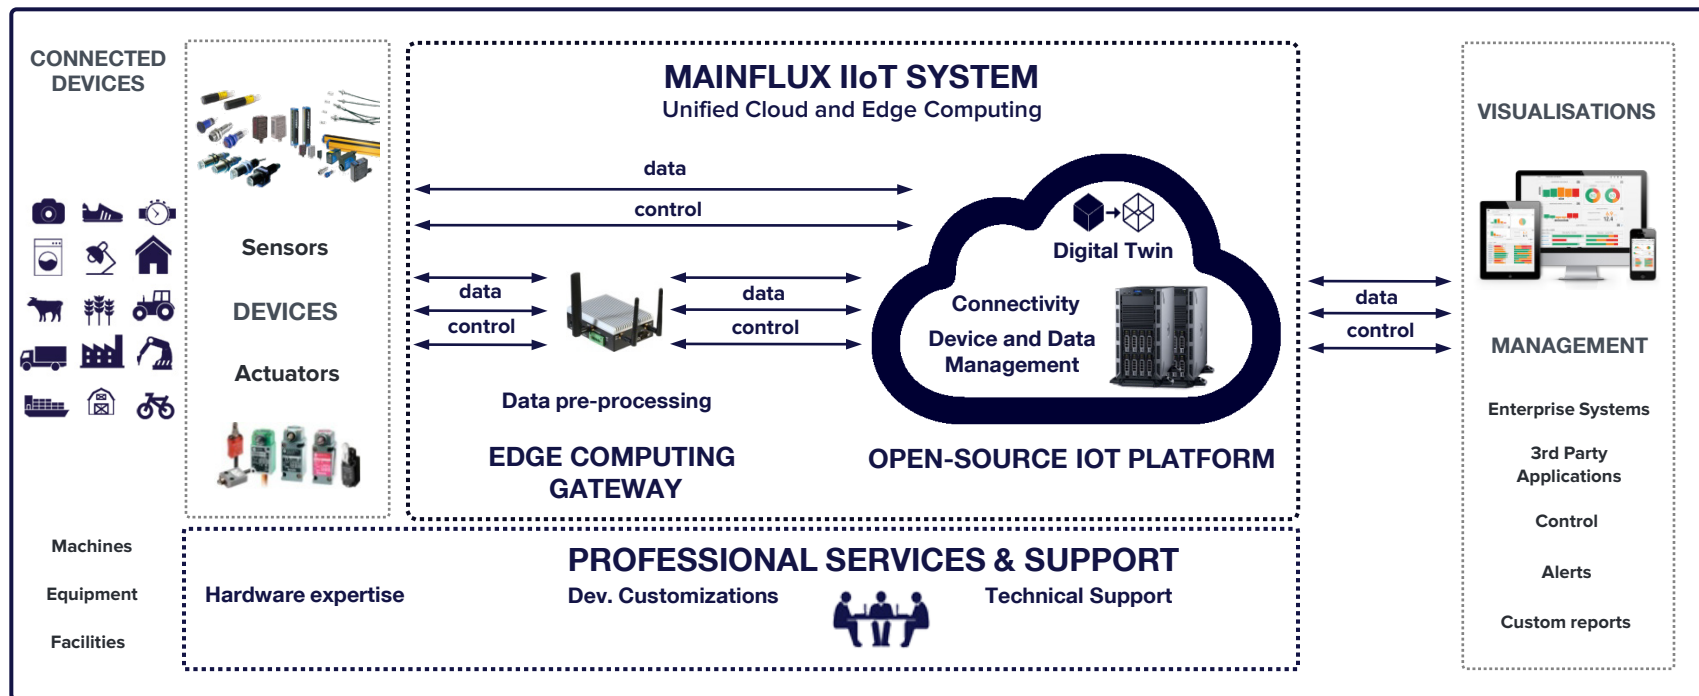 CONNECTED
DEVICES
Machines
Equipment
Facilities
Sensors
DEVICES
Actuators
MAINFLUX IIoT SYSTEM
Unified Cloud and Edge Computing
data
control
data
control
data
control
Data pre-processing
EDGE COMPUTING
GATEWAY
Digital Twin
Connectivity
Device and Data
Management
OPEN-SOURCE IOT PLATFORM
data
control
VISUALISATIONS
MANAGEMENT
Enterprise Systems
3rd Party
Applications
Control
Alerts
Custom reports
PROFESSIONAL SERVICES & SUPPORT
Hardware expertise
Dev. Customizations
Technical Support